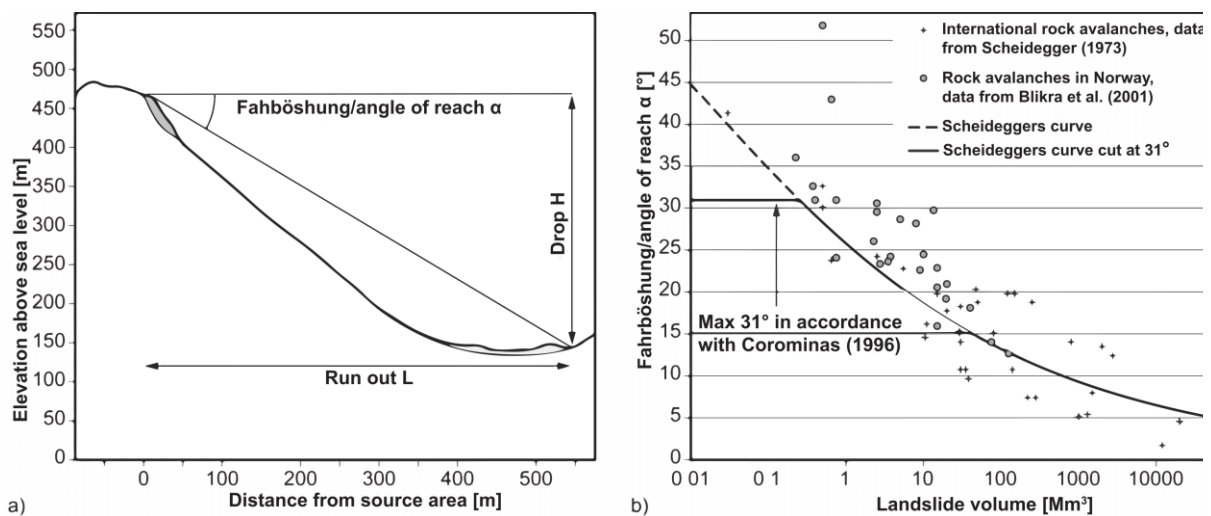 550
500
450
400
350
300
250
200
150
100
50
0
Elevation above sea level [m]
Fahböshung/angle of reach α
Drop H
Run out L
0
100
200
300
400
500
Distance from source area [m]
a)
50
45
40
35
30
25
20
15
10
5
0
Fahrböshung/angle of reach α [°]
International rock avalanches, data
from Scheidegger (1973)
Rock avalanches in Norway,
data from Blikra et al. (2001)
Scheideggers curve
Scheideggers curve cut at 31°
Max 31° in accordance
with Corominas (1996)
0 01
0 1
1
10
100
1000
10000
Landslide volume [Mm³]
b)